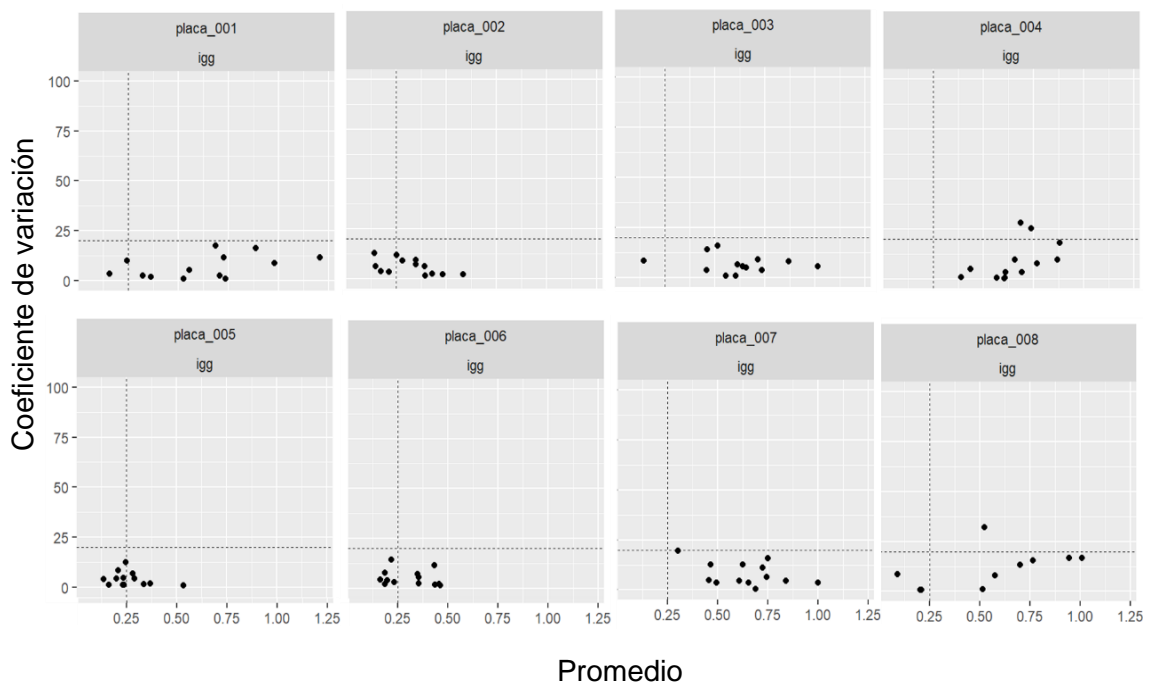 placa_001 placa_002 placa_003 placa_004
igg igg igg igg
100
75
50
25
0
placa_005 placa_006 placa_007 placa_008
igg igg igg igg
100
75
50
25
0
0.25 0.50 0.75 1.00 1.25 0.25 0.50 0.75 1.00 1.25 0.25 0.50 0.75 1.00 1.25 0.25 0.50 0.75 1.00 1.25
Coeficiente de variación
Promedio